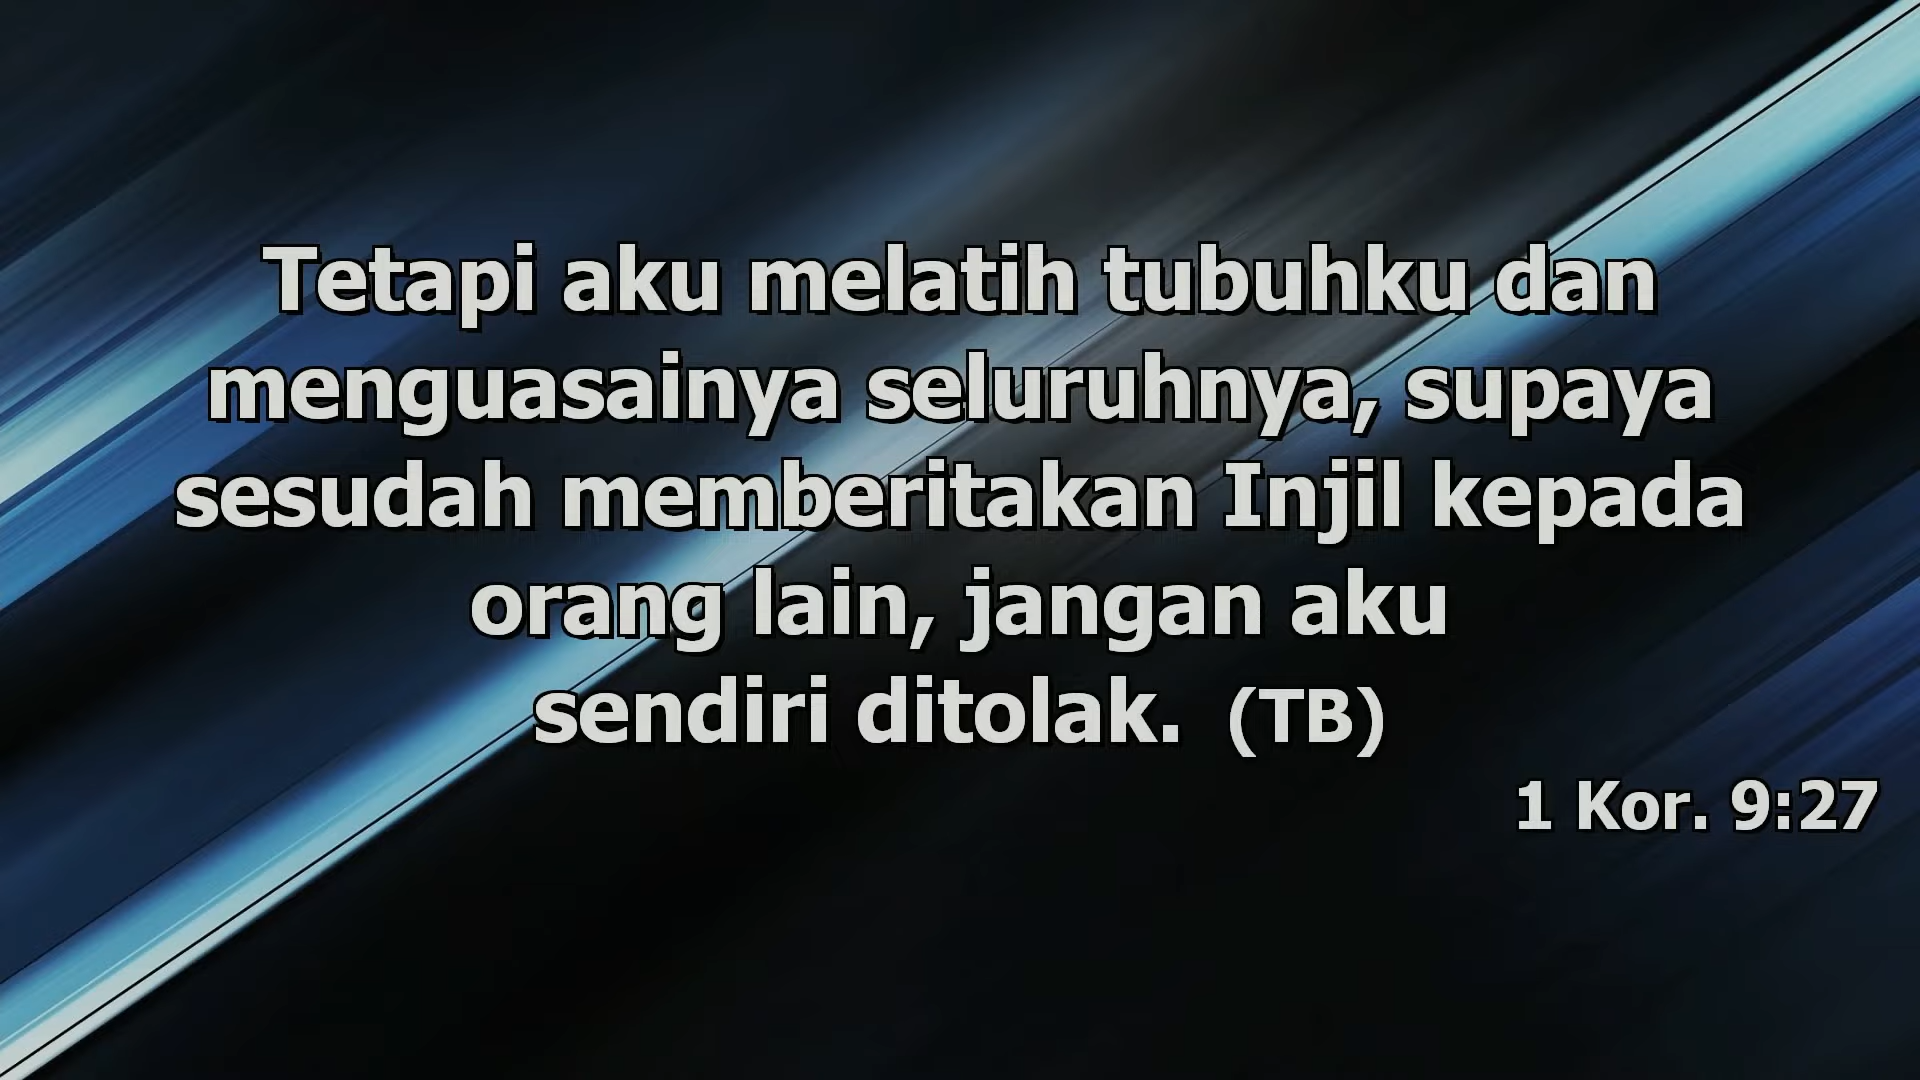 Tetapi aku melatih tubuhku dan
menguasainya seluruhnya, supaya
sesudah memberitakan Injil kepada
orang lain, jangan aku
sendiri ditolak. (TB)
1 Kor. 9:27